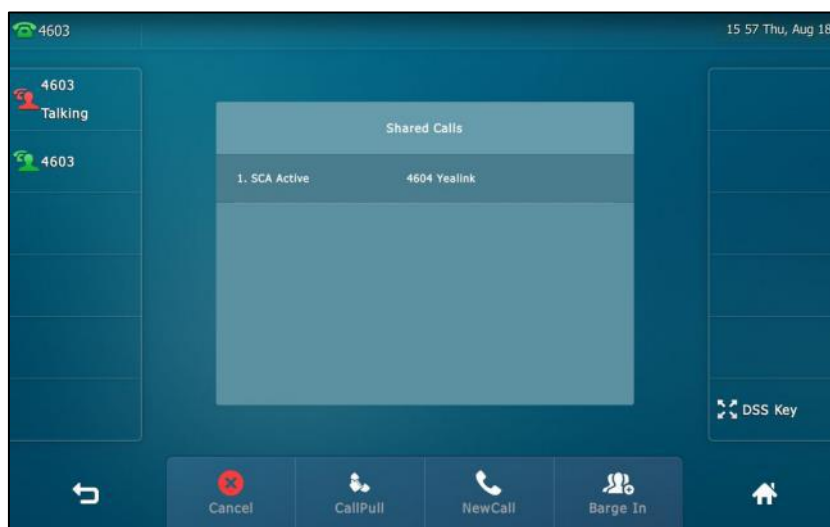 4603
15 57 Thu, Aug 18
4603
Talking
4603
Shared Calls
1. SCA Active 4604 Yealink
DSS Key
Cancel CallPull NewCall Barge In